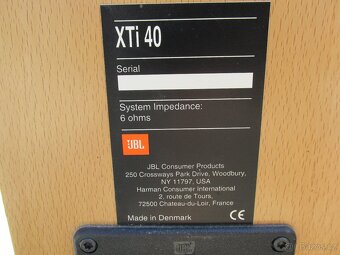 XTi 40
Serial
System Impedance:
6 ohms
JBL
JBL Consumer Products
250 Crossways Park Drive, Woodbury,
NY 11797, USA
Harman Consumer International
2, route de Tours,
72500 Chateau-du-Loir, France
Made in Denmark CE
JBL